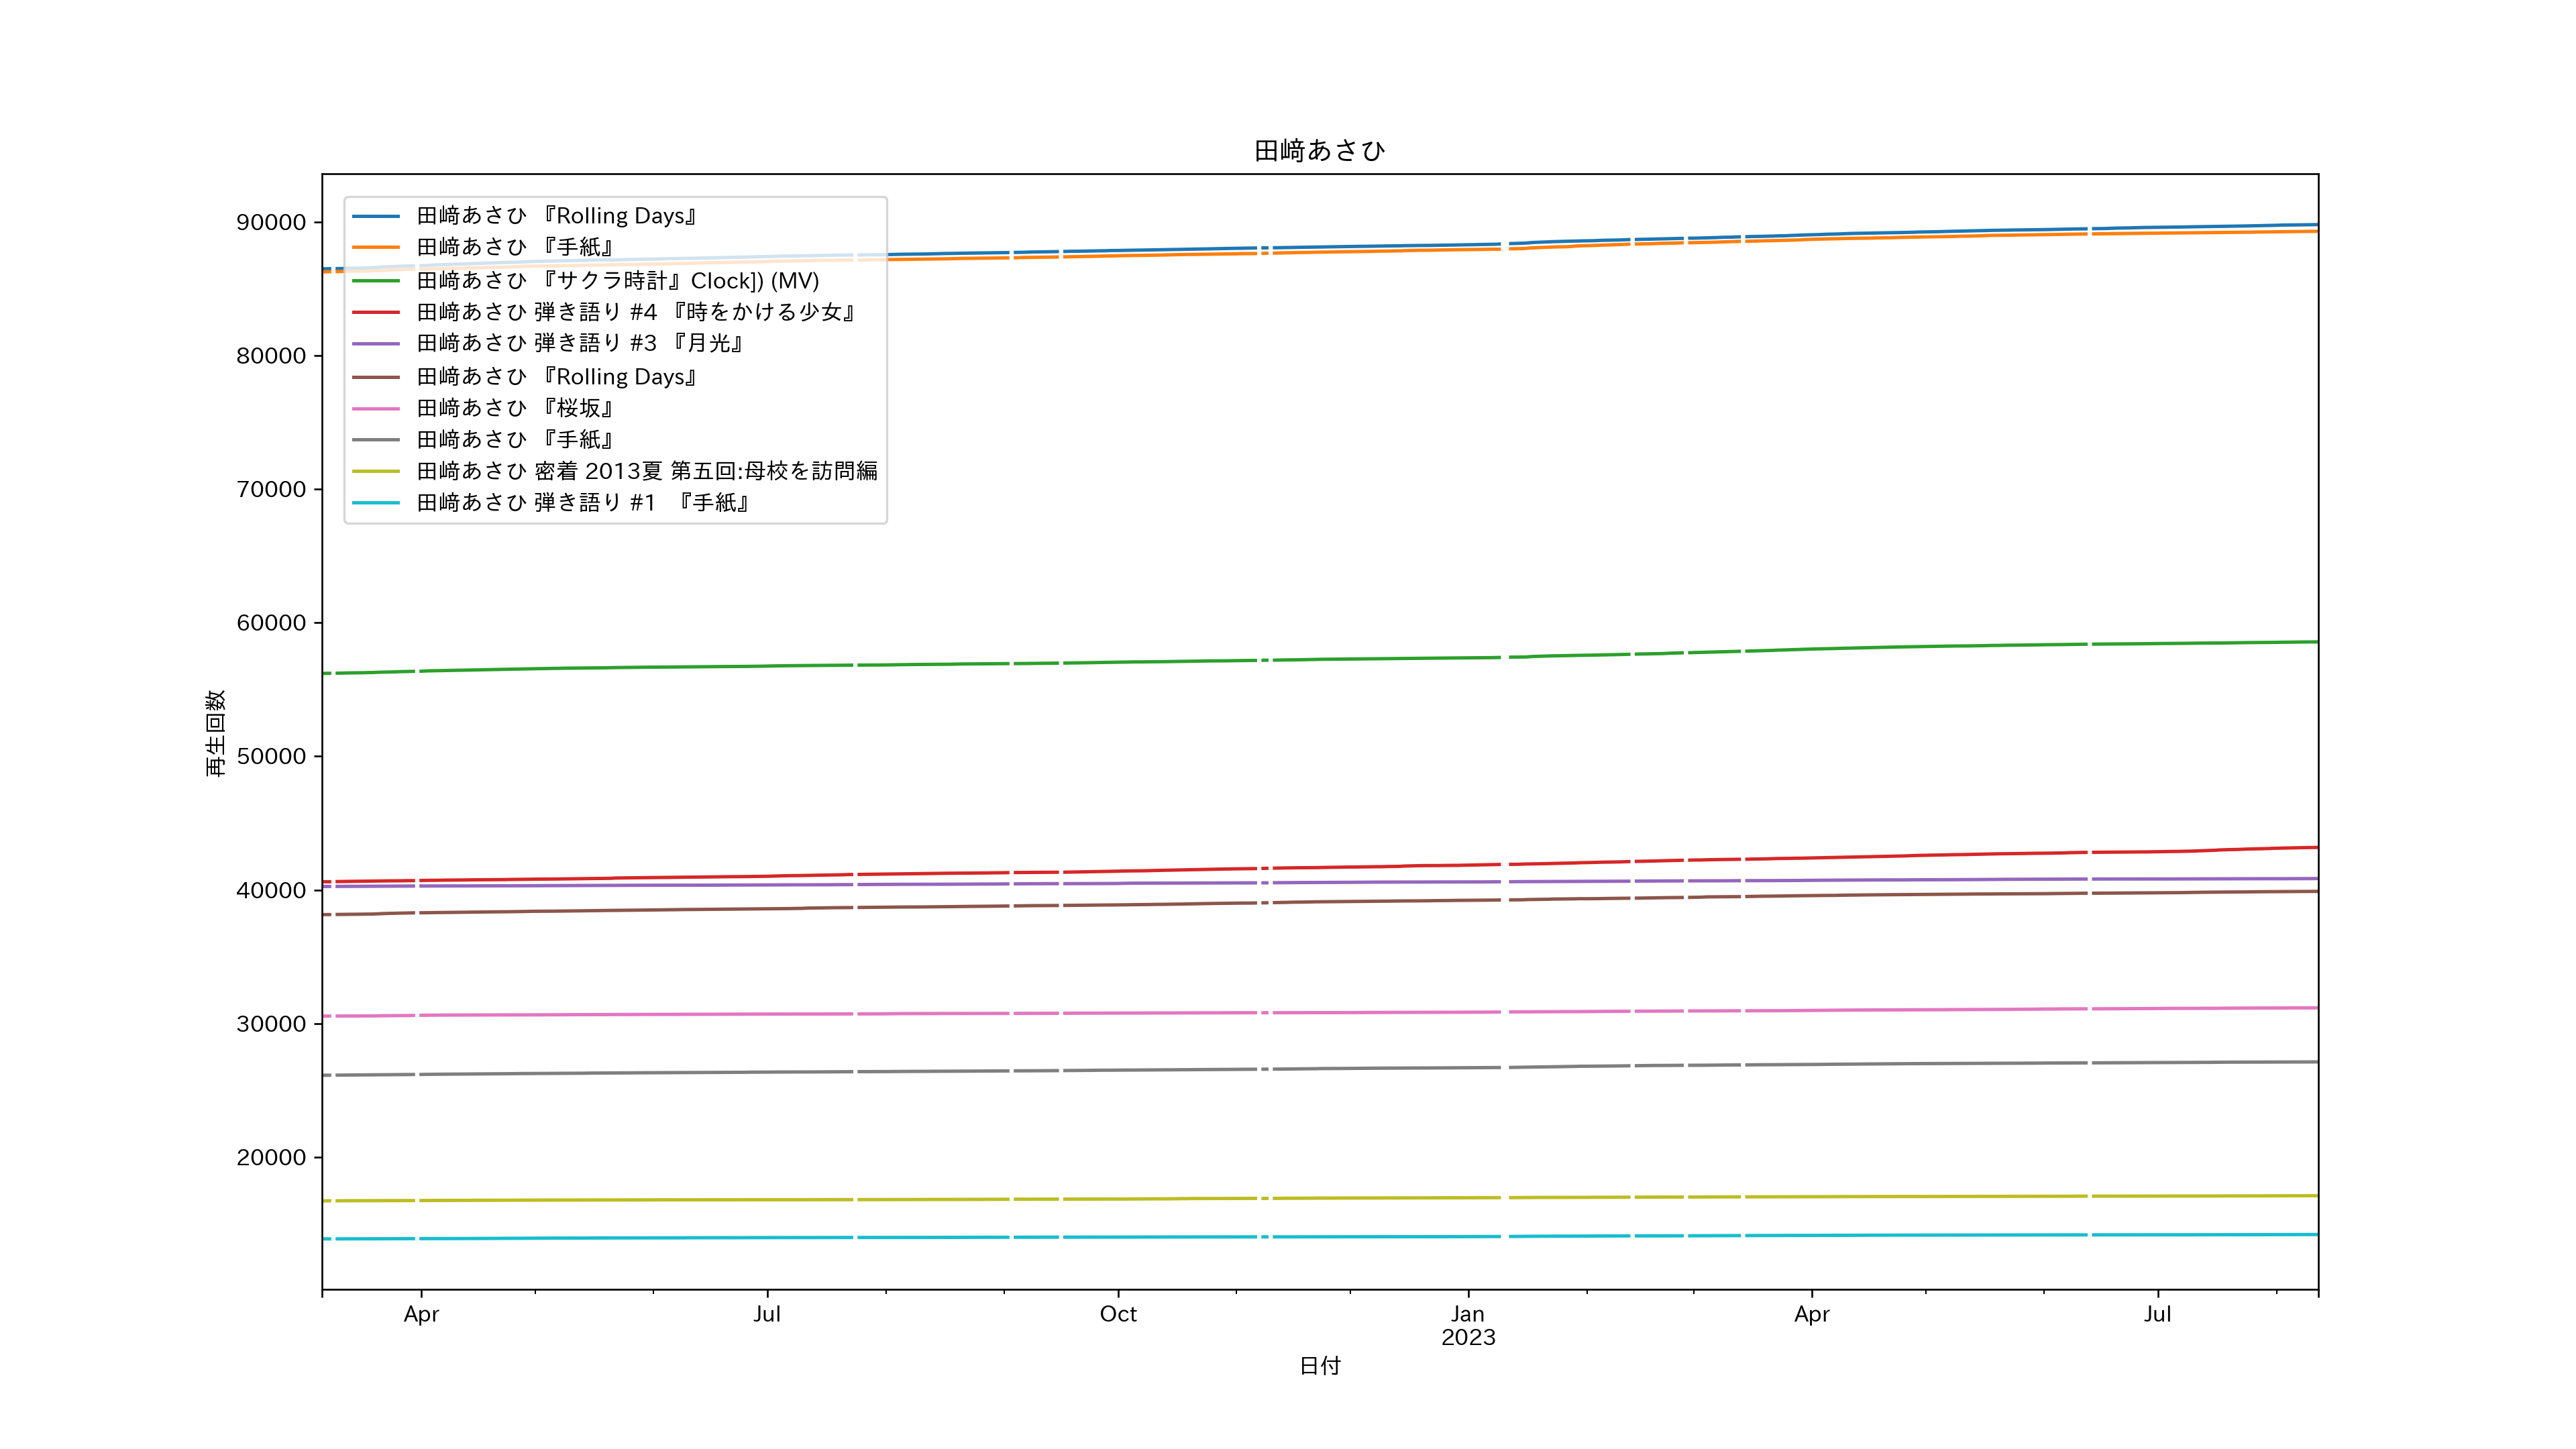 田﨑あさひ
90000
80000
70000
60000
50000
40000
30000
20000
再生回数
田﨑あさひ 『Rolling Days』
田﨑あさひ 『手紙』
田﨑あさひ 『サクラ時計』Clock]) (MV)
田﨑あさひ 弾き語り #4 『時をかける少女』
田﨑あさひ 弾き語り #3 『月光』
田﨑あさひ 『Rolling Days』
田﨑あさひ 『桜坂』
田﨑あさひ 『手紙』
田﨑あさひ 密着 2013夏 第五回:母校を訪問編
田﨑あさひ 弾き語り #1 『手紙』
Apr Jul Oct Jan Apr Jul
2023
日付